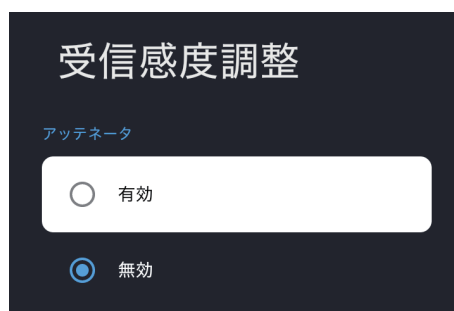 受信感度調整
アッテネータ
有効
無効